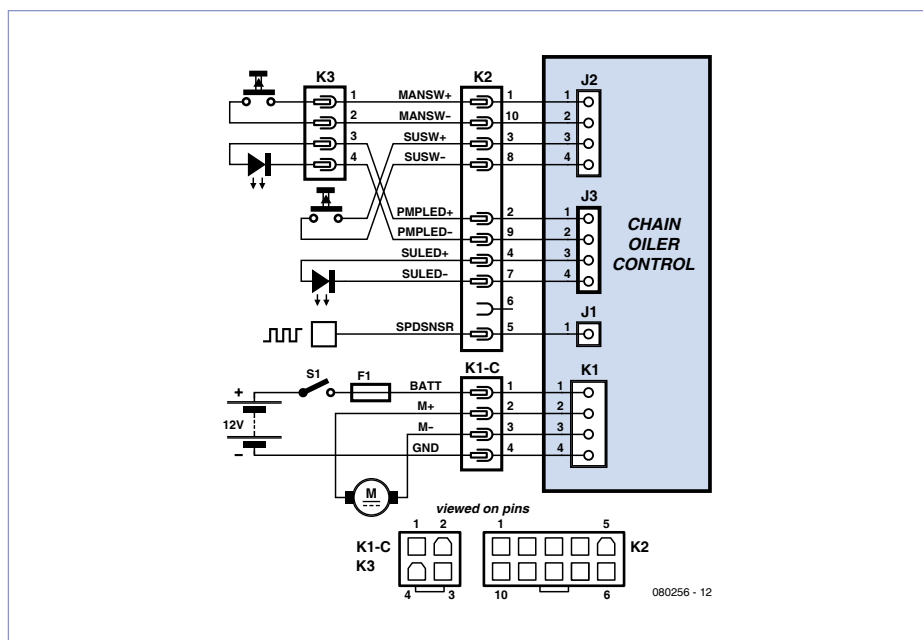 K3
K2
J2
1 MANSW+ 1 1
2 MANSW– 10 2
3 SUSW+ 3 3
4 SUSW– 8 4
J3
PMPLED+ 2 1
PMPLED– 9 2
SULED+ 4 3
SULED– 7 4
6
CHAIN
OILER
CONTROL
J1
SPDSNSR 5 1
K1-C
K1
S1 F1 BATT 1 1
+ M+ 2 2
12V M– 3 3
– GND 4 4
M
viewed on pins
1 2 1 5
K1-C K2
K3
4 3 10 6
080256 - 12